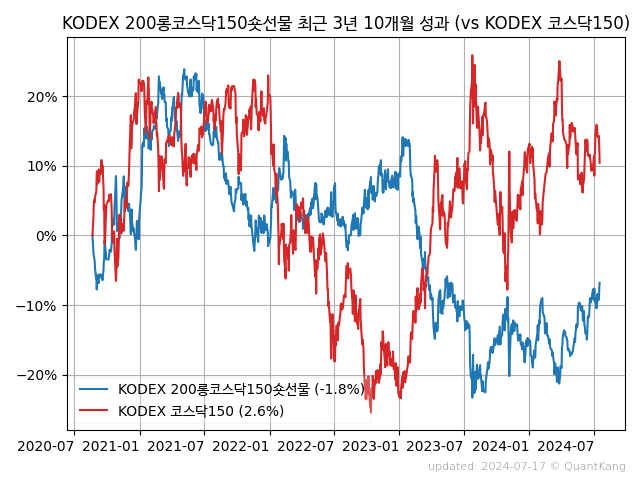 KODEX 200롱코스닥150숏선물 최근 3년 10개월 성과 (vs KODEX 코스닥150)
20%
10%
0%
−10%
−20%
KODEX 200롱코스닥150숏선물 (-1.8%)
KODEX 코스닥150 (2.6%)
2020-07 2021-01 2021-07 2022-01 2022-07 2023-01 2023-07 2024-01 2024-07
updated: 2024-07-17 © QuantKang